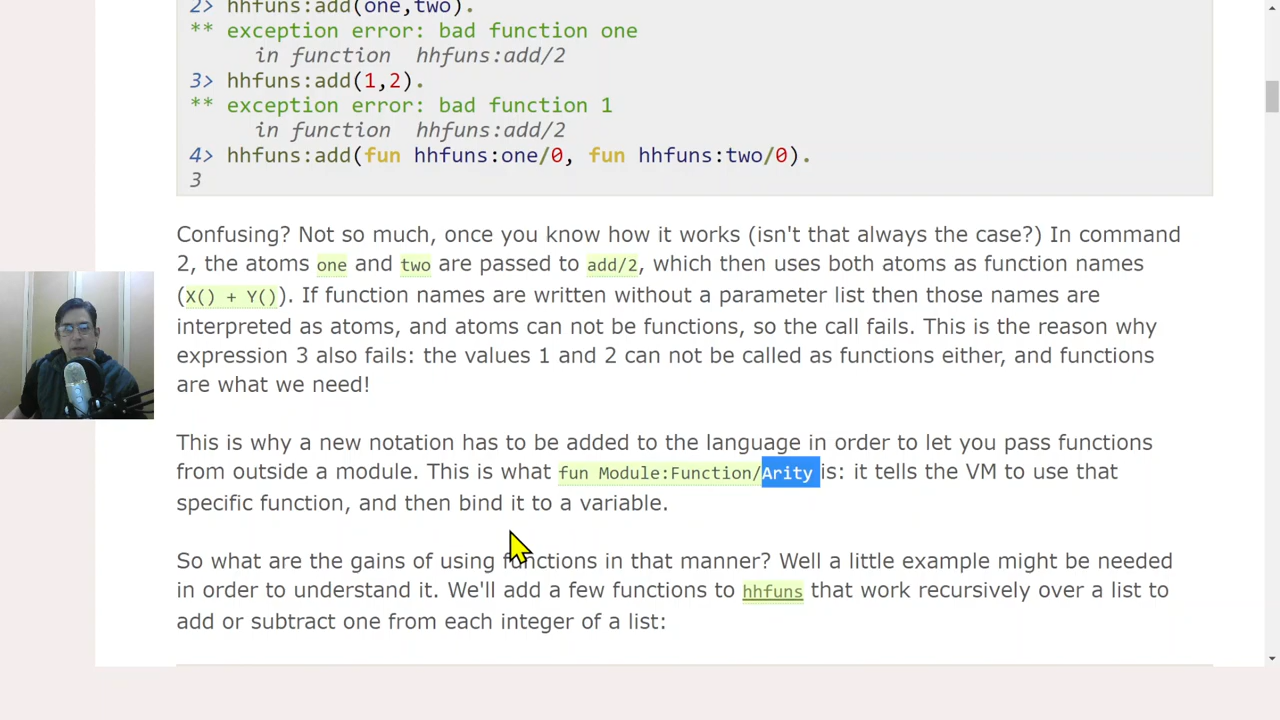 2> hhfuns:add(one,two).
** exception error: bad function one
in function  hhfuns:add/2
3> hhfuns:add(1,2).
** exception error: bad function 1
in function  hhfuns:add/2
4> hhfuns:add(fun hhfuns:one/0, fun hhfuns:two/0).
3
Confusing? Not so much, once you know how it works (isn't that always the case?) In command
2, the atoms one and two are passed to add/2, which then uses both atoms as function names
(X() + Y()). If function names are written without a parameter list then those names are
interpreted as atoms, and atoms can not be functions, so the call fails. This is the reason why
expression 3 also fails: the values 1 and 2 can not be called as functions either, and functions
are what we need!
This is why a new notation has to be added to the language in order to let you pass functions
from outside a module. This is what fun Module:Function/Arity is: it tells the VM to use that
specific function, and then bind it to a variable.
So what are the gains of using functions in that manner? Well a little example might be needed
in order to understand it. We'll add a few functions to hhfuns that work recursively over a list to
add or subtract one from each integer of a list: